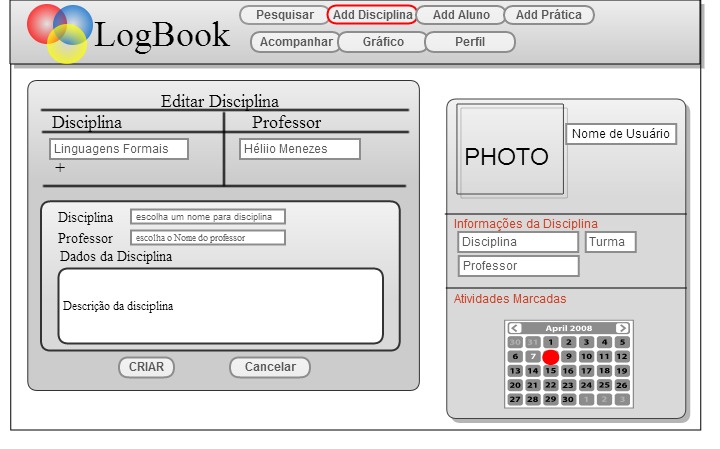 LogBook
Pesquisar Add Disciplina Add Aluno Add Prática
Acompanhar Gráfico Perfil
Editar Disciplina
Disciplina Professor
Linguagens Formais Héliio Menezes
+
Disciplina escolha um nome para disciplina
Professor escolha o Nome do professor
Dados da Disciplina
Descrição da disciplina
CRIAR Cancelar
PHOTO
Nome de Usuário
Informações da Disciplina
Disciplina Turma
Professor
Atividades Marcadas
April 2008
30 31 1 2 3 4 5
6 7 9 10 11 12
13 14 15 16 17 18 19
20 21 22 23 24 25 26
27 28 29 30 1 2 3